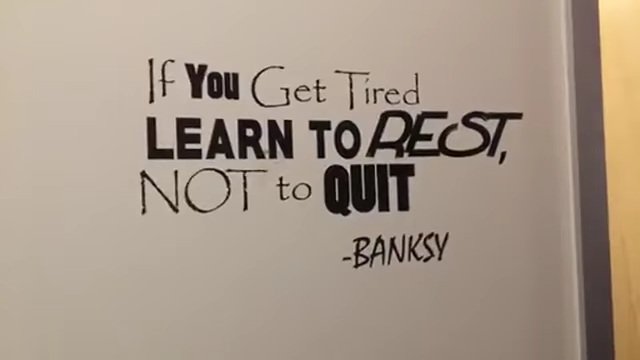 If You Get Tired
LEARN TO REST,
NOT to QUIT
-BANKSY